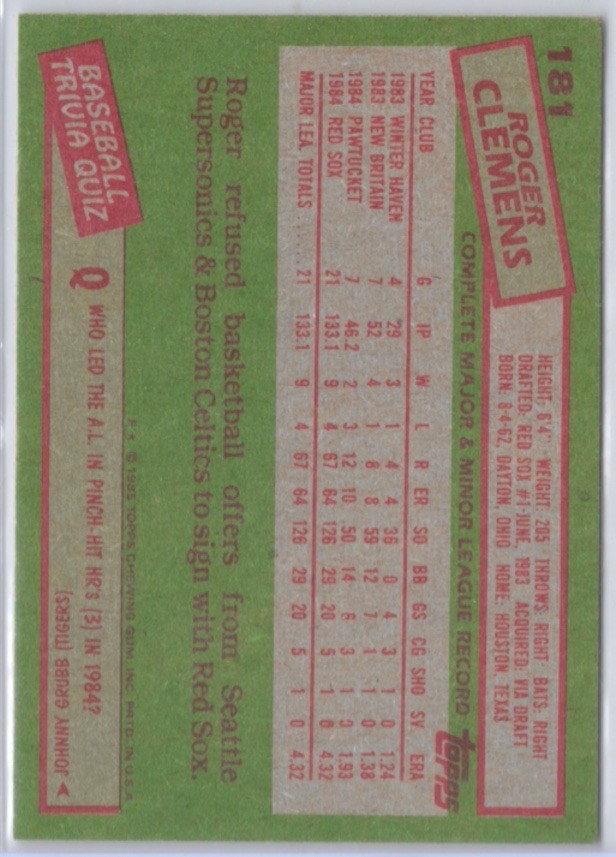 181
ROGER
CLEMENS
HEIGHT: 6'4" WEIGHT: 205 THROWS: RIGHT BATS: RIGHT
DRAFTED: RED SOX #1-JUNE, 1983 ACQUIRED: VIA DRAFT
BORN: 8-4-62, DAYTON, OHIO HOME: HOUSTON, TEXAS
COMPLETE MAJOR & MINOR LEAGUE RECORD topps
YEAR CLUB G IP W L R ER SO BB GS CG SHO SV ERA
1983 WINTER HAVEN 4 29 3 1 4 4 36 0 4 3 1 0 1.24
1983 NEW BRITAIN 7 52 4 1 8 8 59 12 7 1 1 0 1.38
1984 PAWTUCKET 7 46.2 2 3 12 10 50 14 6 3 1 0 1.93
1984 RED SOX 21 133.1 9 4 67 64 126 29 20 5 1 0 4.32
MAJOR LEA. TOTALS ..... 21 133.1 9 4 67 64 126 29 20 5 1 0 4.32
Roger refused basketball offers from Seattle
Supersonics & Boston Celtics to sign with Red Sox.
★ ★ © 1985 TOPPS CHEWING GUM, INC. PRTD. IN U.S.A.
BASEBALL
TRIVIA QUIZ
Q WHO LED THE A.L. IN PINCH-HIT HR's (3) IN 1984?
A JOHNNY GRUBB (TIGERS)